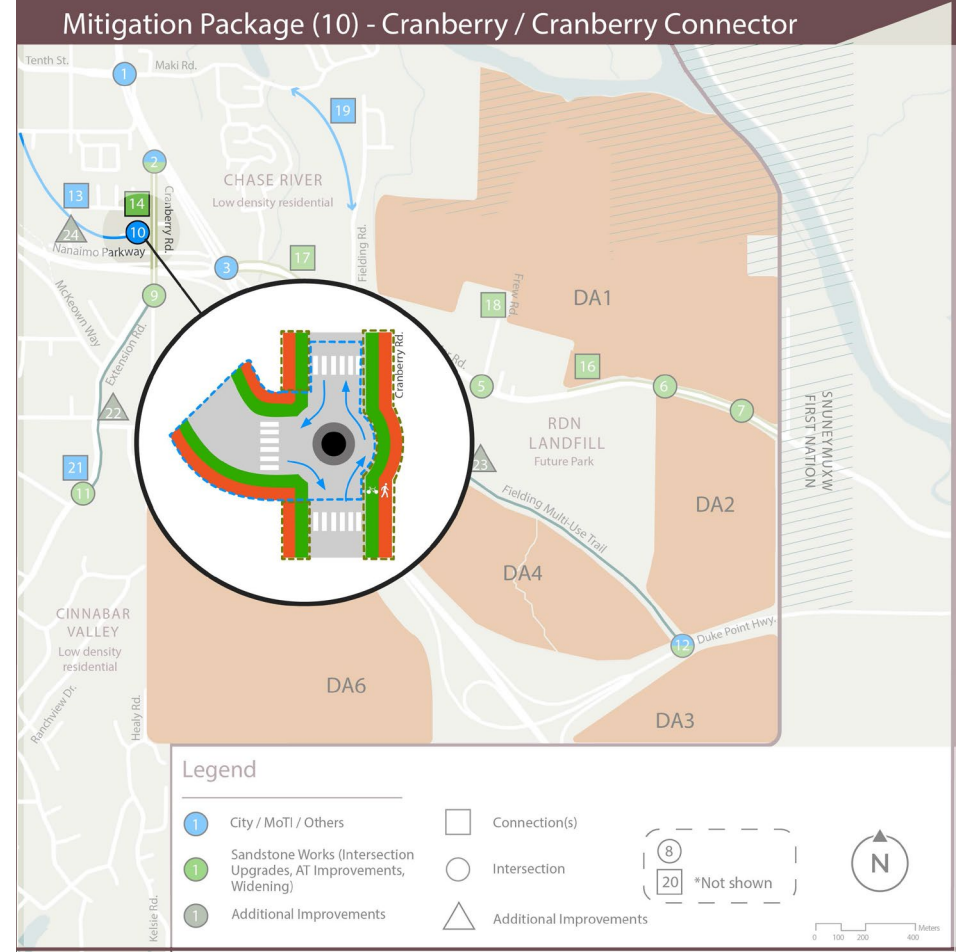 Mitigation Package (10) - Cranberry / Cranberry Connector
Tenth St.
Maki Rd.
1
19
2
CHASE RIVER
Low density residential
13
14
Cranberry Rd.
24
10
Nanaimo Parkway
3
17
Fielding Rd.
Frew Rd
DA1
18
9
McKeown Way
Extension Rd.
Cranberry Rd.
Rd.
16
5
6
7
22
RDN
LANDFILL
Future Park
SNUNEYMUXW
FIRST NATION
21
11
23
Fielding Multi-Use Trail
DA2
DA4
CINNABAR
VALLEY
Low density
residential
12
Duke Point Hwy.
DA6
DA3
Ranchview Dr.
Healy Rd.
Kelsie Rd.
Legend
1 City / MoTI / Others
1 Sandstone Works (Intersection
Upgrades, AT Improvements,
Widening)
1 Additional Improvements
Connection(s)
Intersection
Additional Improvements
8
20 *Not shown
N
Meters
0 100 200 400